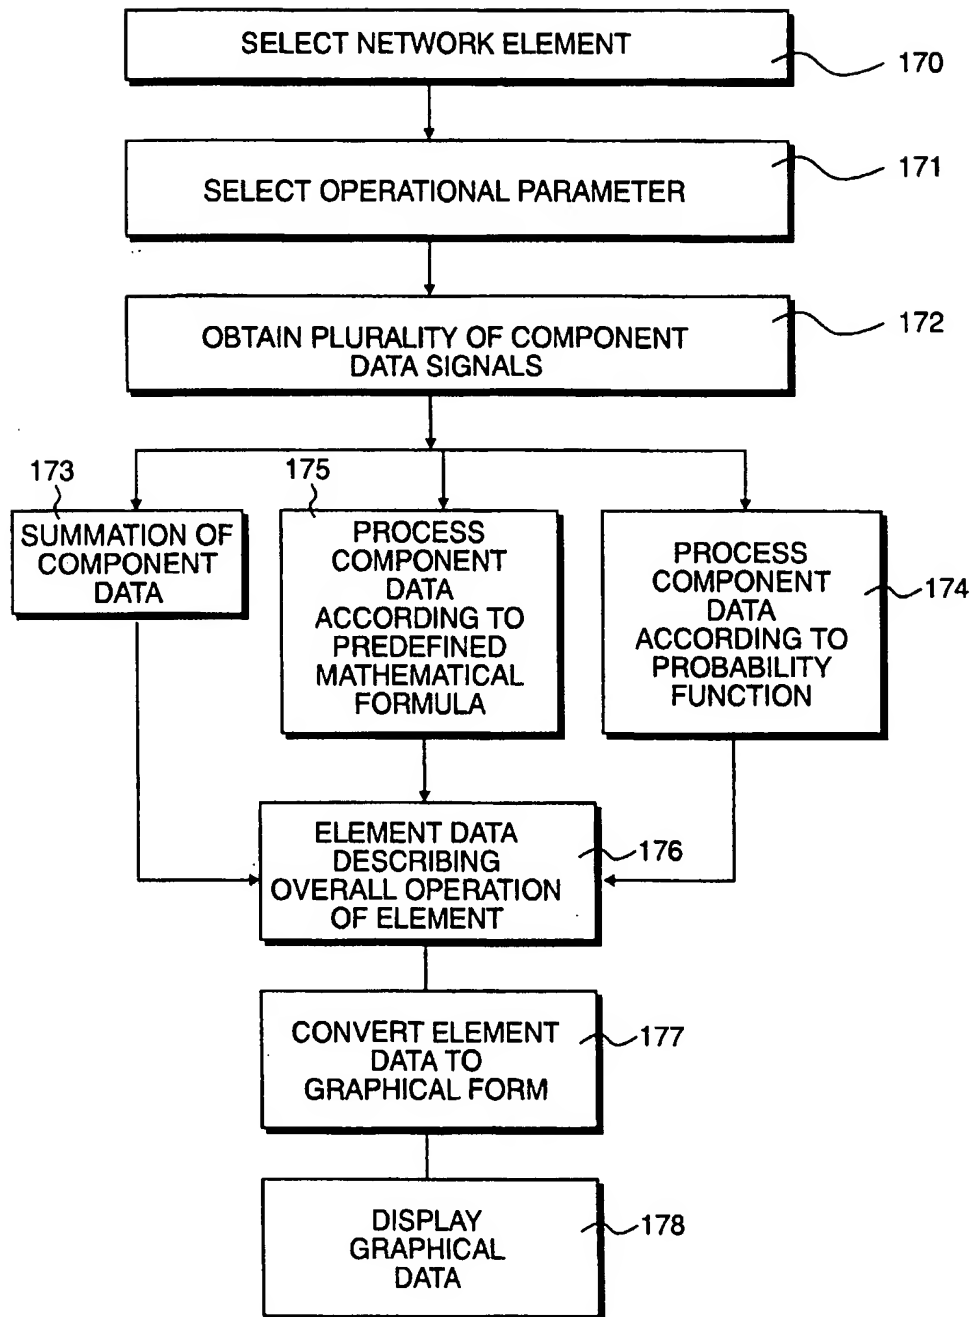 SELECT NETWORK ELEMENT
170
SELECT OPERATIONAL PARAMETER
171
OBTAIN PLURALITY OF COMPONENT
DATA SIGNALS
172
173
SUMMATION OF
COMPONENT
DATA
175
PROCESS
COMPONENT
DATA
ACCORDING TO
PREDEFINED
MATHEMATICAL
FORMULA
PROCESS
COMPONENT
DATA
ACCORDING TO
PROBABILITY
FUNCTION
174
ELEMENT DATA
DESCRIBING
OVERALL OPERATION
OF ELEMENT
176
CONVERT ELEMENT
DATA TO
GRAPHICAL FORM
177
DISPLAY
GRAPHICAL
DATA
178